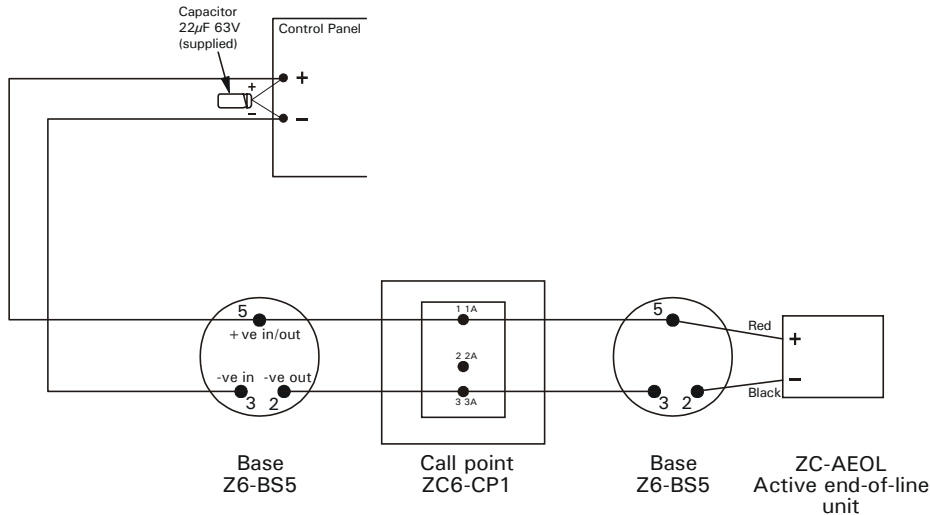 Capacitor
22µF 63V
(supplied)
Control Panel
+
+
−
−
5
+ve in/out
-ve in -ve out
3 2
1 1A
2 2A
3 3A
5
3 2
Red
+
−
Black
Base
Z6-BS5
Call point
ZC6-CP1
Base
Z6-BS5
ZC-AEOL
Active end-of-line
unit